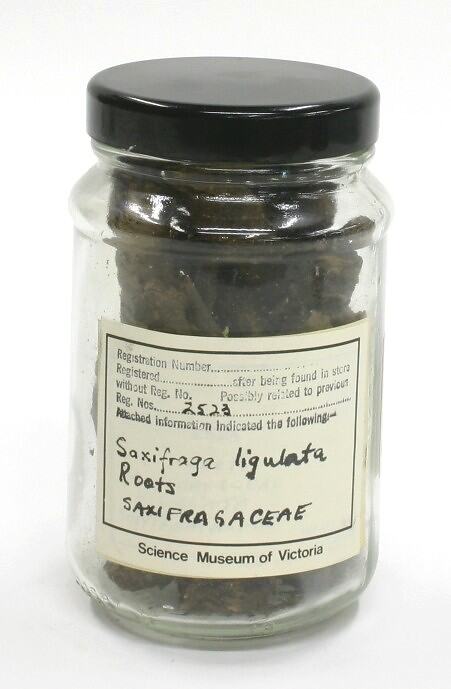 Registration Number..................
Registered..................after being found in store
without Reg. No.      Possibly related to previous
Reg. Nos.....2523..................
Attached information indicated the following:—
Saxifraga ligulata
Roots
SAXIFRAGACEAE
Science Museum of Victoria